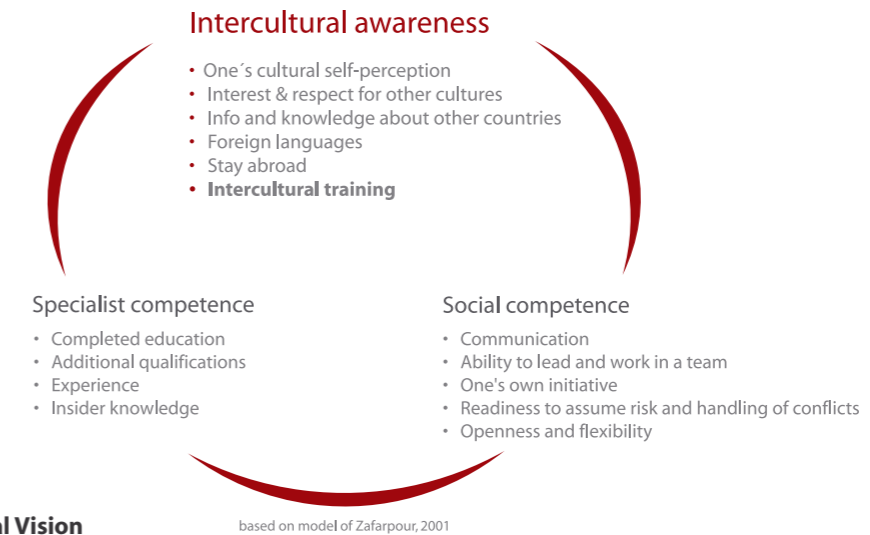 Intercultural awareness
• One´s cultural self-perception
• Interest & respect for other cultures
• Info and knowledge about other countries
• Foreign languages
• Stay abroad
• Intercultural training
Specialist competence
• Completed education
• Additional qualifications
• Experience
• Insider knowledge
Social competence
• Communication
• Ability to lead and work in a team
• One's own initiative
• Readiness to assume risk and handling of conflicts
• Openness and flexibility
Vision
based on model of Zafarpour, 2001